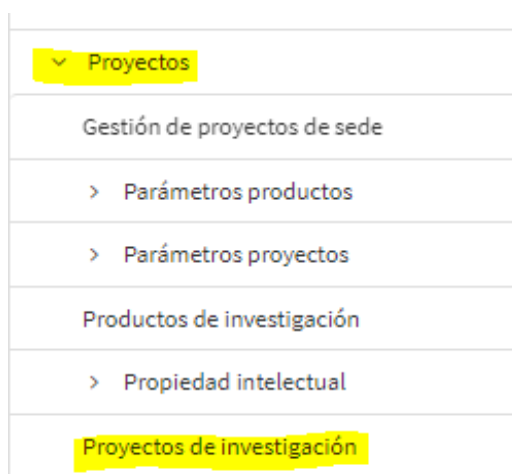 Proyectos
Gestión de proyectos de sede
Parámetros productos
Parámetros proyectos
Productos de investigación
Propiedad intelectual
Proyectos de investigación